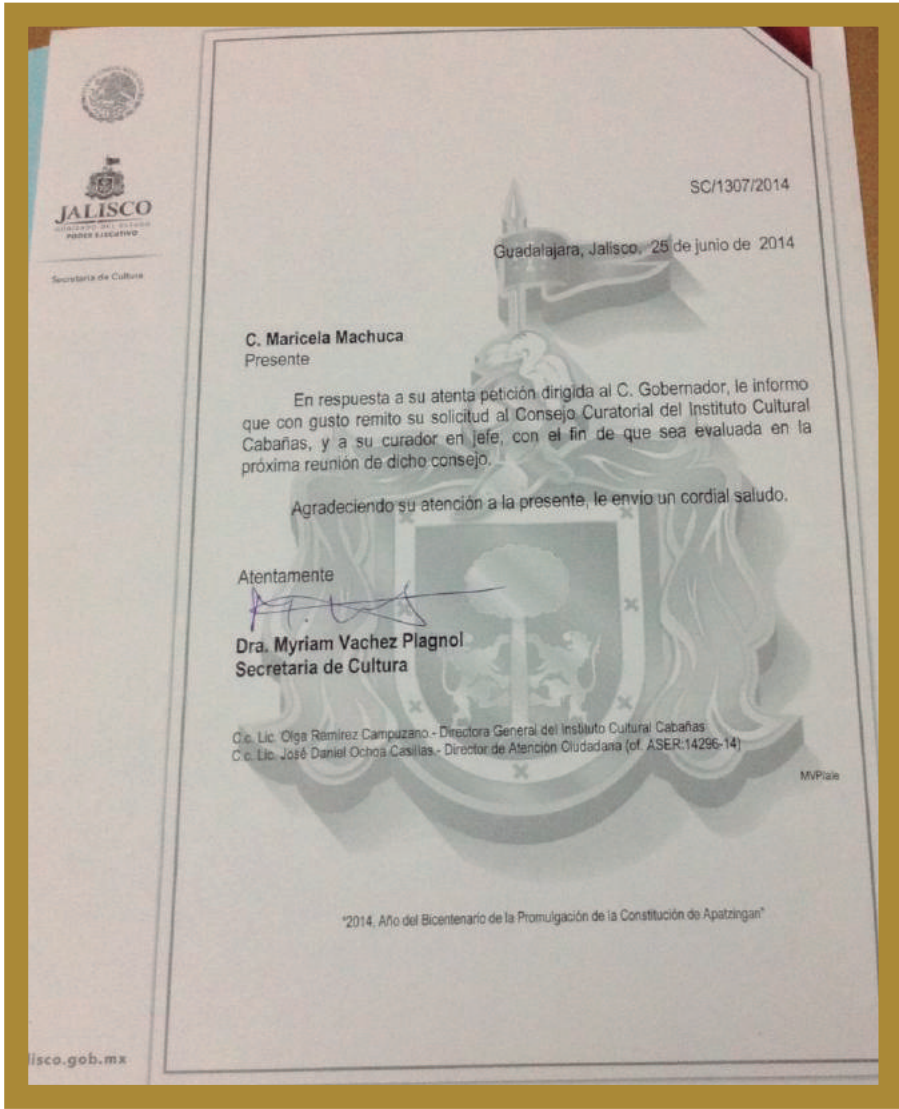 JALISCO
GOBIERNO DEL ESTADO
PODER EJECUTIVO
Secretaría de Cultura
SC/1307/2014
Guadalajara, Jalisco, 25 de junio de 2014
C. Maricela Machuca
Presente
En respuesta a su atenta petición dirigida al C. Gobernador, le informo
que con gusto remito su solicitud al Consejo Curatorial del Instituto Cultural
Cabañas, y a su curador en jefe, con el fin de que sea evaluada en la
próxima reunión de dicho consejo.
Agradeciendo su atención a la presente, le envío un cordial saludo.
Atentamente
Dra. Myriam Vachez Plagnol
Secretaria de Cultura
C.c. Lic. Olga Ramírez Campuzano.- Directora General del Instituto Cultural Cabañas
C.c. Lic. José Daniel Ochoa Casillas.- Director de Atención Ciudadana (of. ASER:14296-14)
"2014, Año del Bicentenario de la Promulgación de la Constitución de Apatzingan"
lisco.gob.mx